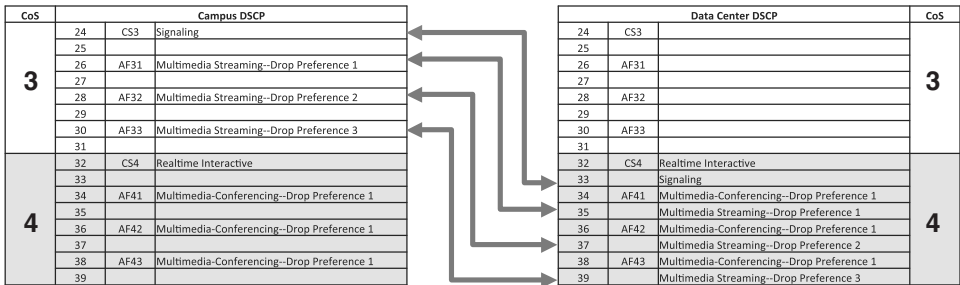 CoS Campus DSCP
3
24 CS3 Signaling
25
26 AF31 Multimedia Streaming--Drop Preference 1
27
28 AF32 Multimedia Streaming--Drop Preference 2
29
30 AF33 Multimedia Streaming--Drop Preference 3
31
4
32 CS4 Realtime Interactive
33
34 AF41 Multimedia-Conferencing--Drop Preference 1
35
36 AF42 Multimedia-Conferencing--Drop Preference 1
37
38 AF43 Multimedia-Conferencing--Drop Preference 1
39
Data Center DSCP CoS
24 CS3
25
26 AF31
27
28 AF32
29
30 AF33
31
3
32 CS4 Realtime Interactive
33 Signaling
34 AF41 Multimedia-Conferencing--Drop Preference 1
35 Multimedia Streaming--Drop Preference 1
36 AF42 Multimedia-Conferencing--Drop Preference 1
37 Multimedia Streaming--Drop Preference 2
38 AF43 Multimedia-Conferencing--Drop Preference 1
39 Multimedia Streaming--Drop Preference 3
4